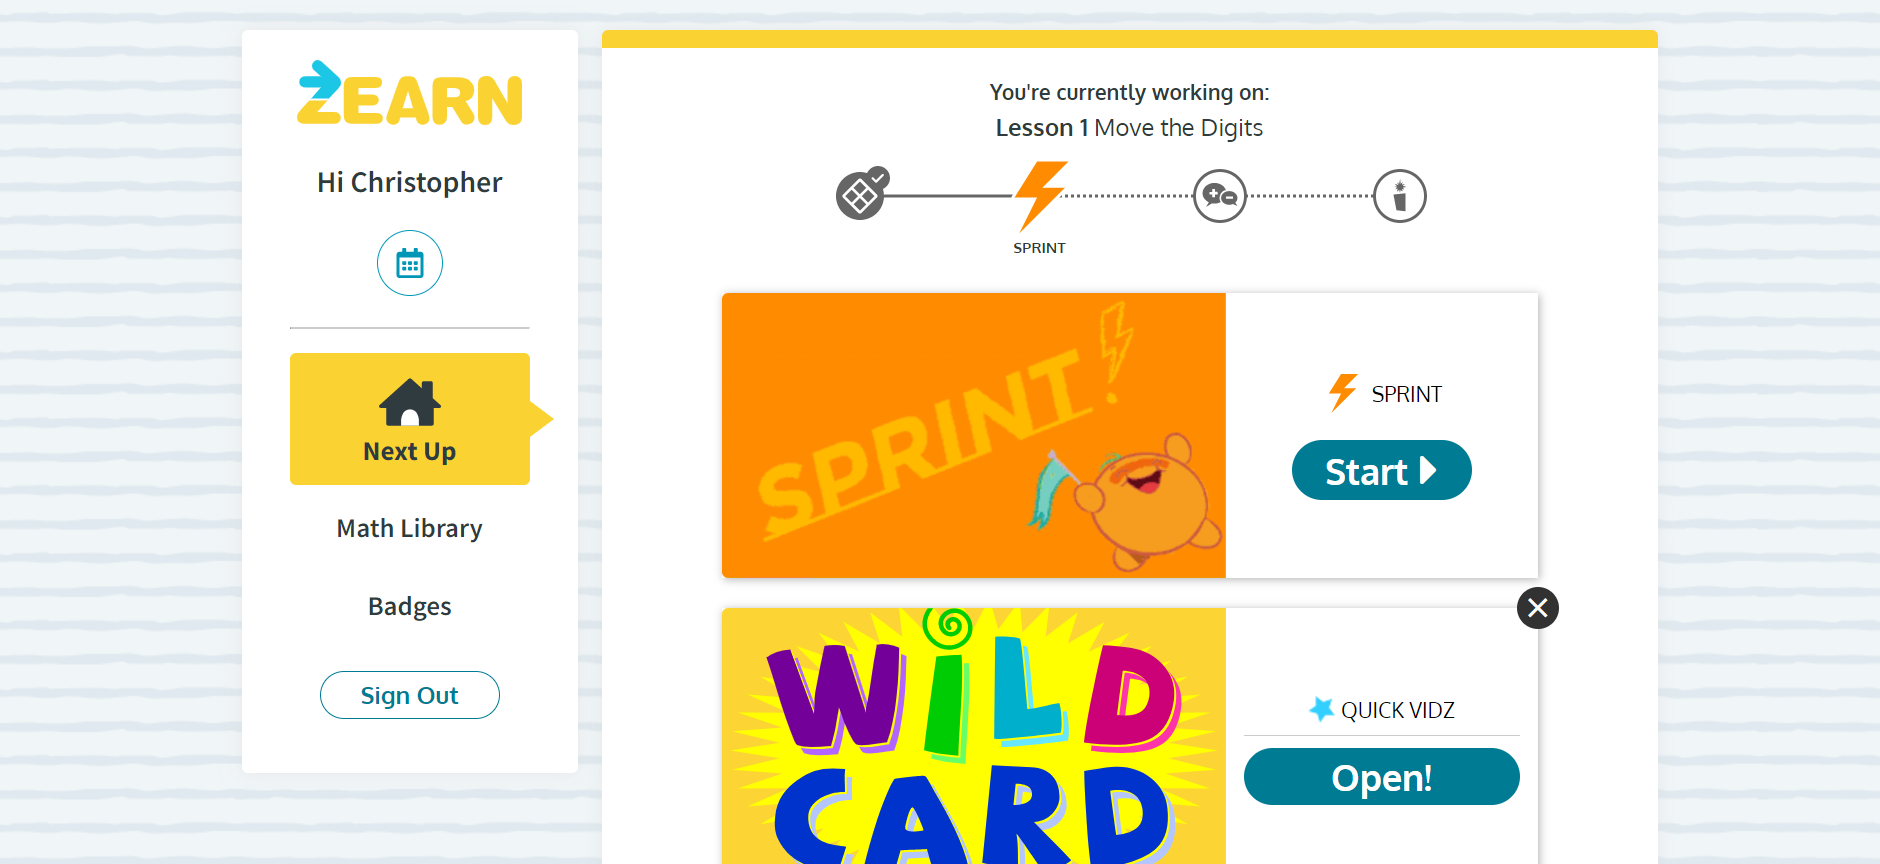 ZEARN
Hi Christopher
Next Up
Math Library
Badges
Sign Out
You're currently working on:
Lesson 1 Move the Digits
SPRINT
SPRINT!
SPRINT
Start
WiLD
CARD
QUICK VIDZ
Open!